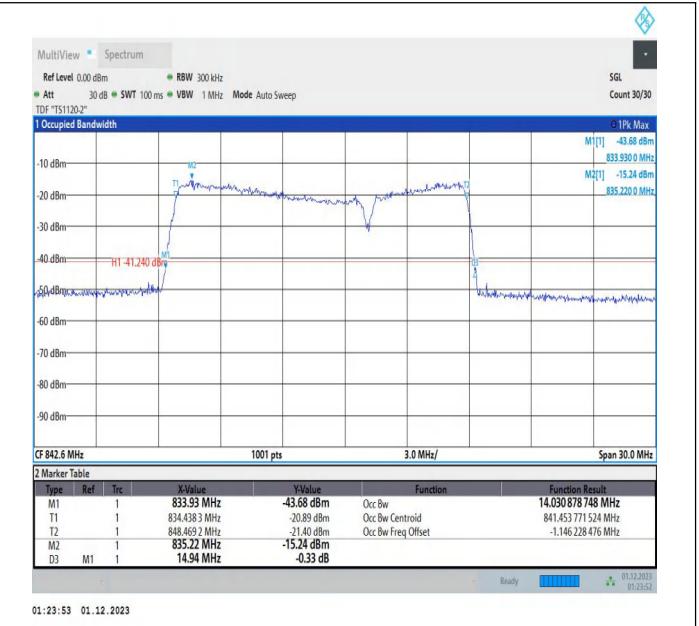 MultiView Spectrum
Ref Level 0.00 dBm RBW 300 kHz SGL
Att 30 dB SWT 100 ms VBW 1 MHz Mode Auto Sweep Count 30/30
TDF "TS1120-2"
1 Occupied Bandwidth 1Pk Max
M1[1] -43.68 dBm
833.930 0 MHz
M2[1] -15.24 dBm
835.220 0 MHz
-10 dBm
M2
T1 T2
-20 dBm
-30 dBm
-40 dBm
M1
H1 -41.240 dBm D3
-50 dBm
-60 dBm
-70 dBm
-80 dBm
-90 dBm
CF 842.6 MHz 1001 pts 3.0 MHz/ Span 30.0 MHz
2 Marker Table
Type Ref Trc X-Value Y-Value Function Function Result
M1 1 833.93 MHz -43.68 dBm Occ Bw 14.030 878 748 MHz
T1 1 834.438 3 MHz -20.89 dBm Occ Bw Centroid 841.453 771 524 MHz
T2 1 848.469 2 MHz -21.40 dBm Occ Bw Freq Offset -1.146 228 476 MHz
M2 1 835.22 MHz -15.24 dBm
D3 M1 1 14.94 MHz -0.33 dB
Ready 01.12.2023
01:23:52
01:23:53 01.12.2023